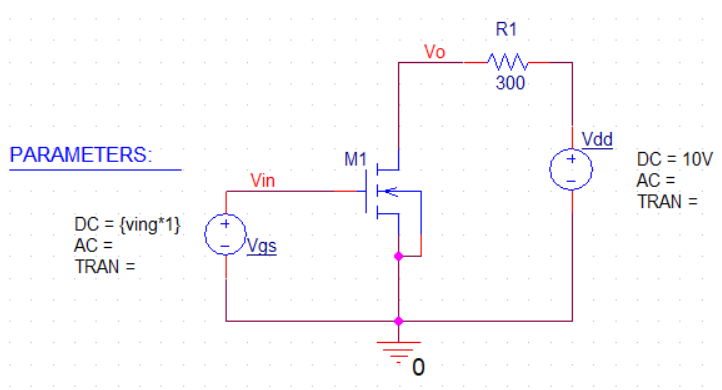 R1
Vo
300
Vdd
DC = 10V
AC =
TRAN =
PARAMETERS:
M1
Vin
DC = {ving*1}
AC =
TRAN =
Vgs
0